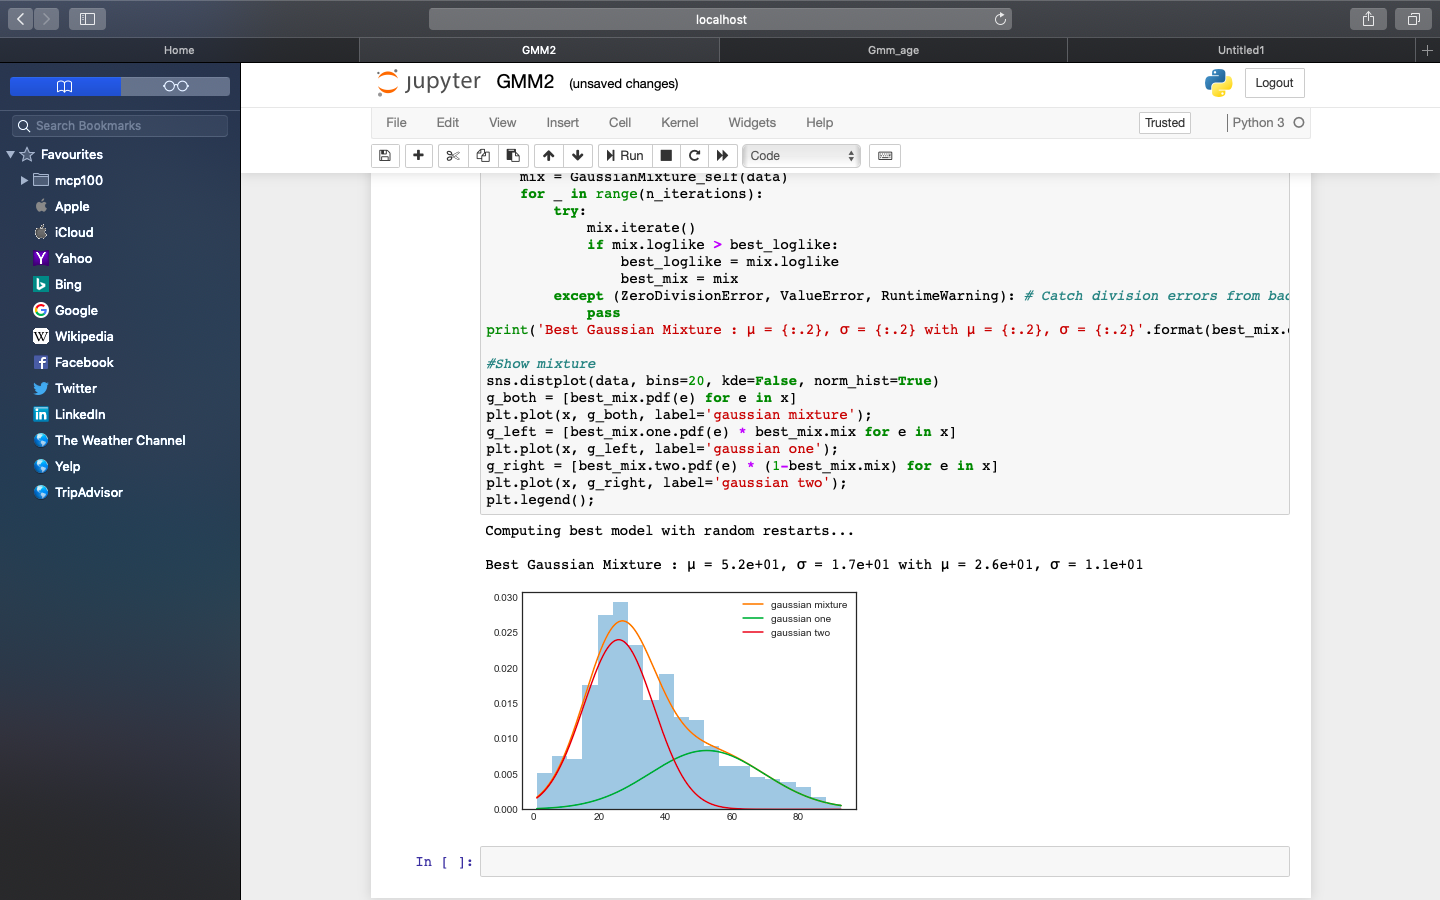 localhost
Home
GMM2
Gmm_age
Untitled1
Search Bookmarks
Favourites
mcp100
Apple
iCloud
Yahoo
Bing
Google
Wikipedia
Facebook
Twitter
LinkedIn
The Weather Channel
Yelp
TripAdvisor
jupyter GMM2 (unsaved changes)
Logout
File Edit View Insert Cell Kernel Widgets Help
Trusted
Python 3
Run
Code
mix = GaussianMixture_self(data)
for _ in range(n_iterations):
try:
mix.iterate()
if mix.loglike > best_loglike:
best_loglike = mix.loglike
best_mix = mix
except (ZeroDivisionError, ValueError, RuntimeWarning): # Catch division errors from bad
pass
print('Best Gaussian Mixture : μ = {:.2}, σ = {:.2} with μ = {:.2}, σ = {:.2}'.format(best_mix.
#Show mixture
sns.distplot(data, bins=20, kde=False, norm_hist=True)
g_both = [best_mix.pdf(e) for e in x]
plt.plot(x, g_both, label='gaussian mixture');
g_left = [best_mix.one.pdf(e) * best_mix.mix for e in x]
plt.plot(x, g_left, label='gaussian one');
g_right = [best_mix.two.pdf(e) * (1-best_mix.mix) for e in x]
plt.plot(x, g_right, label='gaussian two');
plt.legend();
Computing best model with random restarts...
Best Gaussian Mixture : μ = 5.2e+01, σ = 1.7e+01 with μ = 2.6e+01, σ = 1.1e+01
0.030
0.025
0.020
0.015
0.010
0.005
0.000
0 20 40 60 80
gaussian mixture
gaussian one
gaussian two
In [ ]: